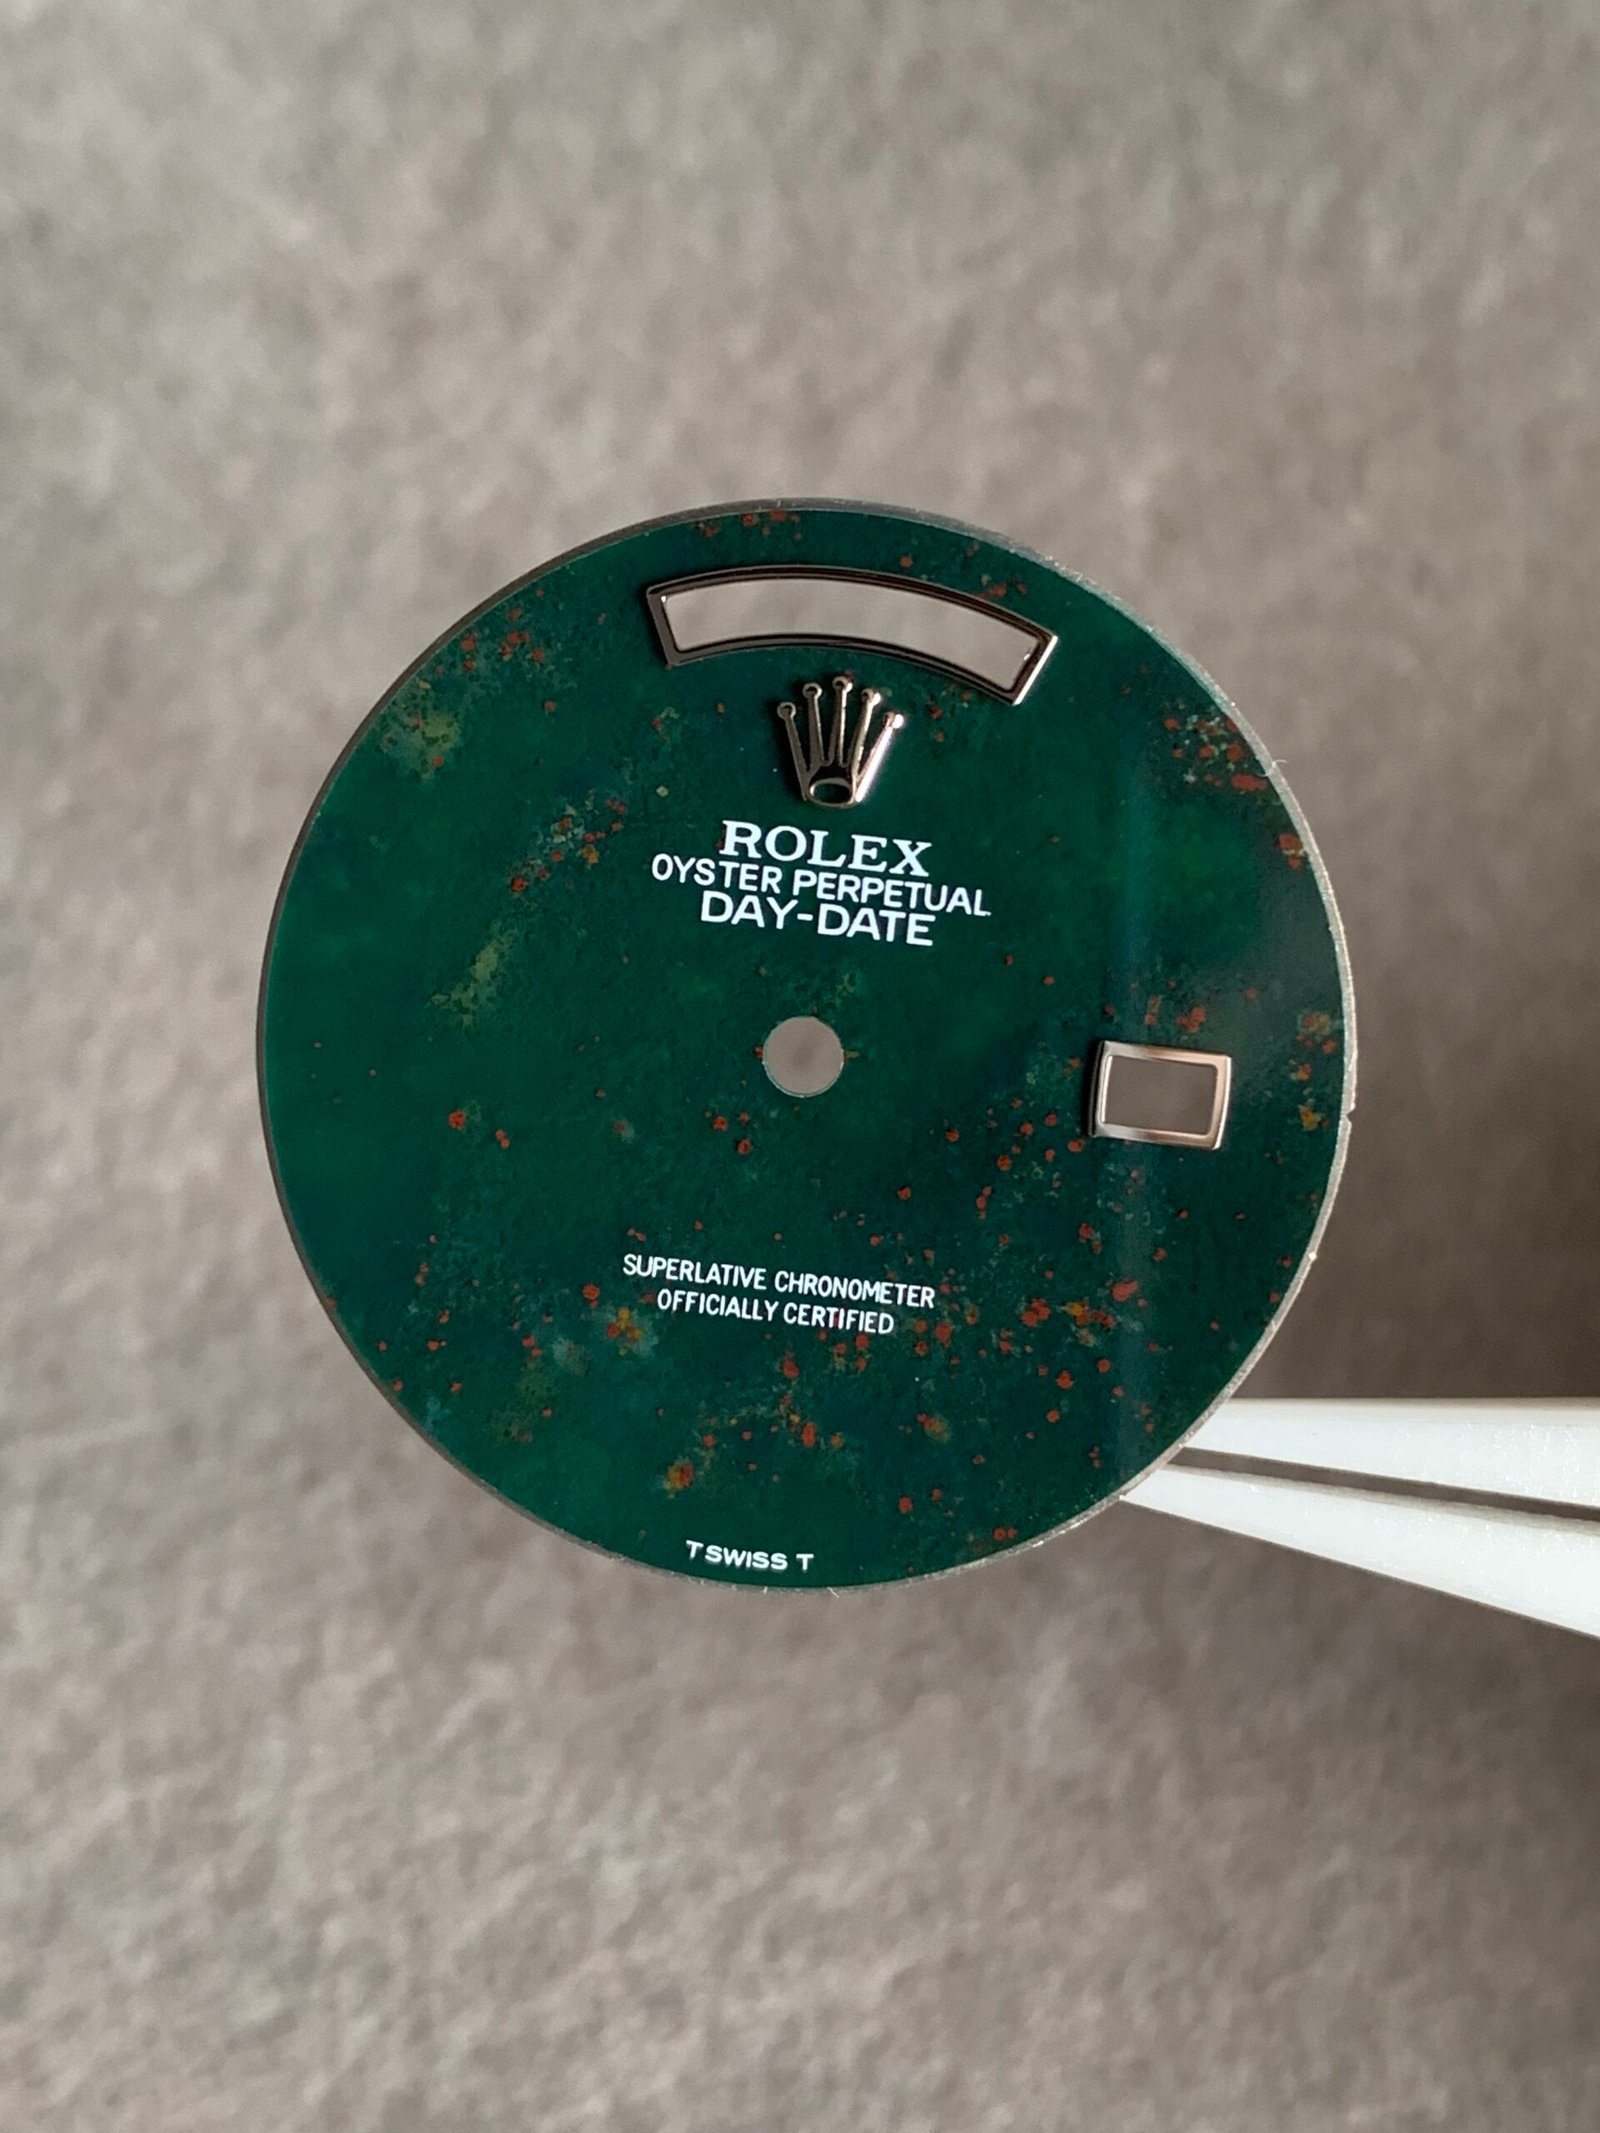 ROLEX
OYSTER PERPETUAL
DAY-DATE
SUPERLATIVE CHRONOMETER
OFFICIALLY CERTIFIED
T SWISS T